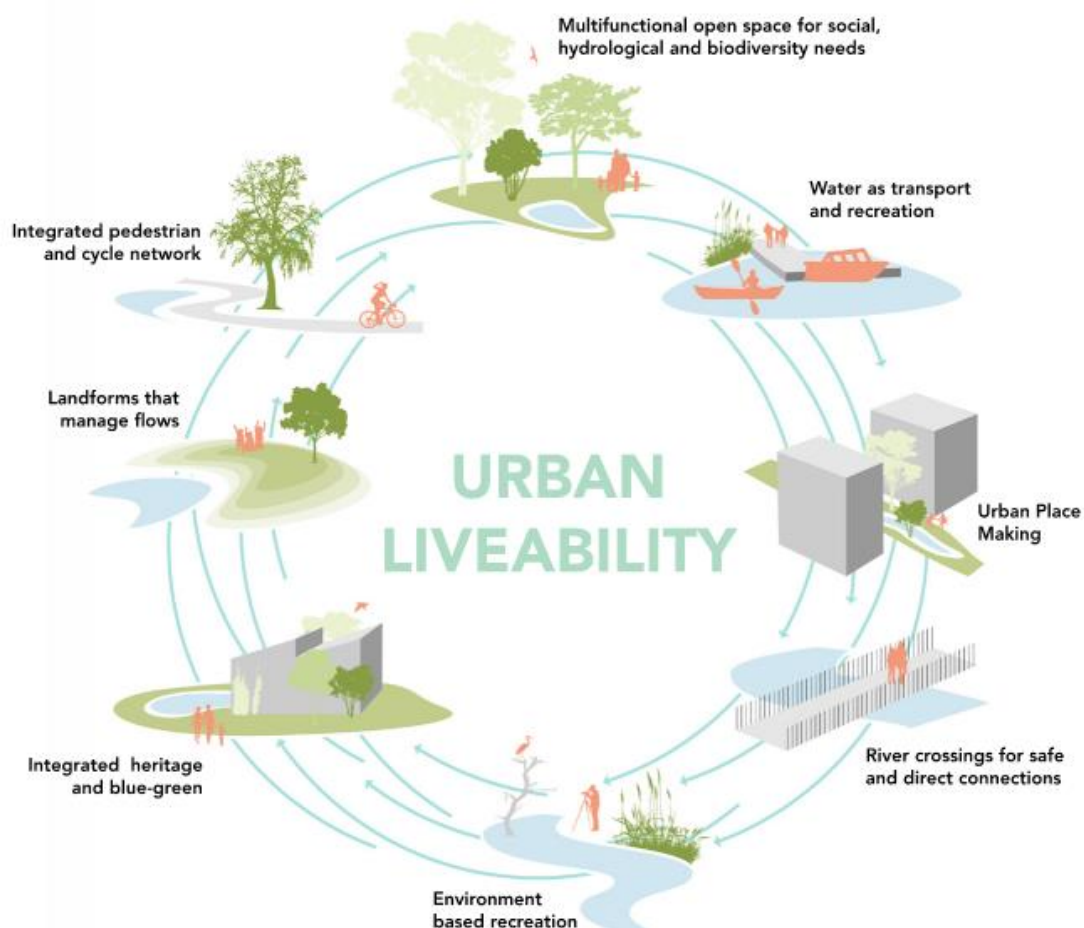 Multifunctional open space for social,
hydrological and biodiversity needs
Water as transport
and recreation
Integrated pedestrian
and cycle network
Landforms that
manage flows
URBAN
LIVEABILITY
Urban Place
Making
River crossings for safe
and direct connections
Integrated heritage
and blue-green
Environment
based recreation